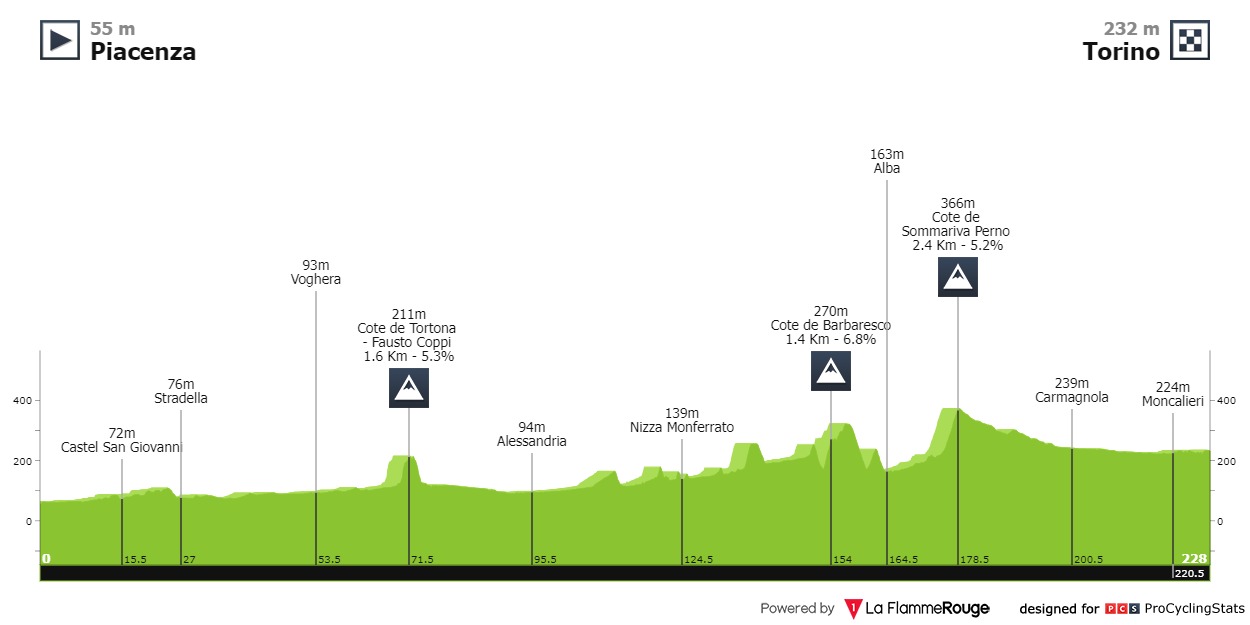 55 m
Piacenza
232 m
Torino
163m
Alba
366m
Cote de
Sommariva Perno
2.4 Km - 5.2%
93m
Voghera
211m
Cote de Tortona
- Fausto Coppi
1.6 Km - 5.3%
270m
Cote de Barbaresco
1.4 Km - 6.8%
76m
Stradella
72m
Castel San Giovanni
94m
Alessandria
139m
Nizza Monferrato
239m
Carmagnola
224m
Moncalieri
400
200
0
400
200
0
0 15.5 27 53.5 71.5 95.5 124.5 154 164.5 178.5 200.5 228
220.5
Powered by 1 La FlammeRouge designed for PCS ProCyclingStats